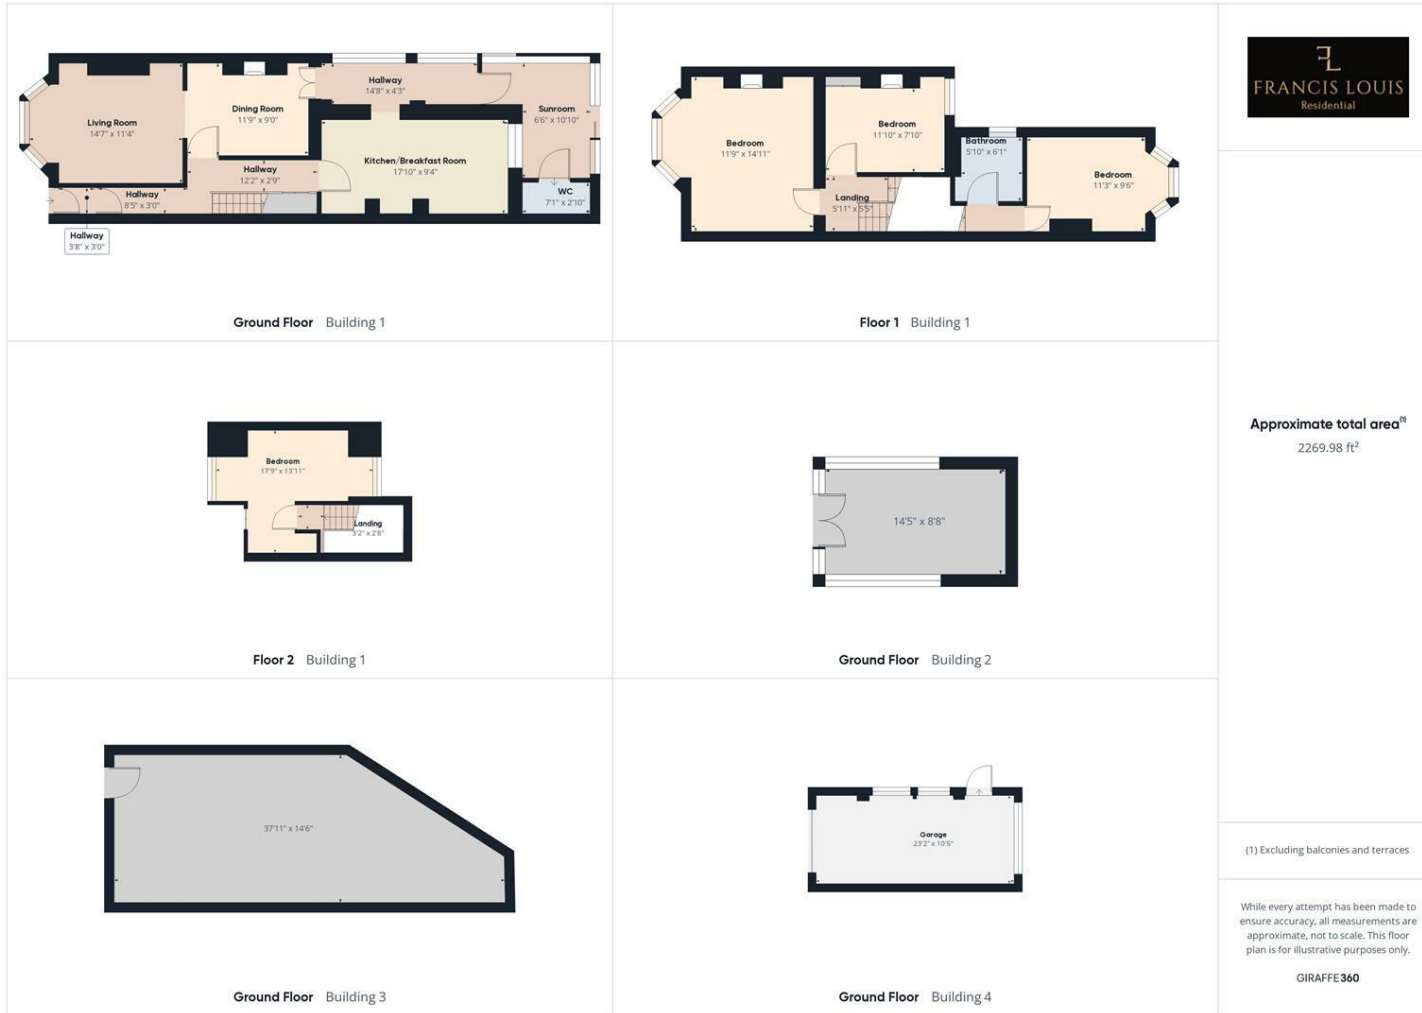 Living Room
14'7" x 11'4"
Dining Room
11'9" x 9'0"
Hallway
14'8" x 4'3"
Sunroom
6'6" x 10'10"
Kitchen/Breakfast Room
17'10" x 9'4"
Hallway
12'2" x 2'9"
WC
7'1" x 2'10"
Hallway
8'5" x 3'0"
Hallway
3'8" x 3'0"
Ground Floor Building 1
Bedroom
11'9" x 14'11"
Bedroom
11'10" x 7'10"
Bathroom
5'10" x 6'1"
Bedroom
11'3" x 9'6"
Landing
5'11" x 5'5"
Floor 1 Building 1
Bedroom
17'9" x 13'11"
Landing
3'2" x 2'8"
Floor 2 Building 1
14'5" x 8'8"
Ground Floor Building 2
37'11" x 14'6"
Ground Floor Building 3
Garage
23'2" x 10'5"
Ground Floor Building 4
FL
FRANCIS LOUIS
Residential
Approximate total area(1)
2269.98 ft²
(1) Excluding balconies and terraces
While every attempt has been made to
ensure accuracy, all measurements are
approximate, not to scale. This floor
plan is for illustrative purposes only.
GIRAFFE360